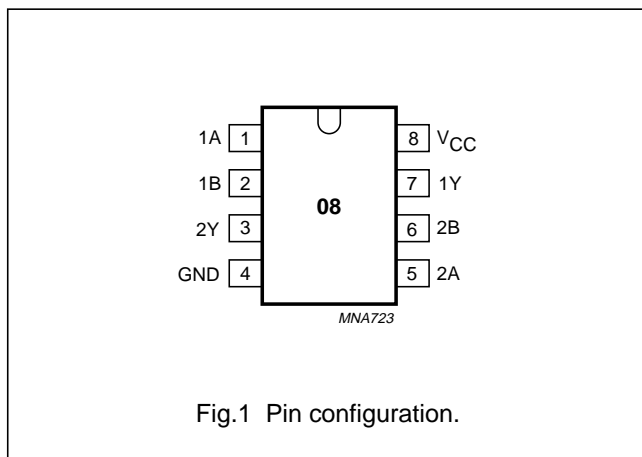 1A 1 8 VCC
1B 2 7 1Y
08
2Y 3 6 2B
GND 4 5 2A
MNA723
Fig.1 Pin configuration.